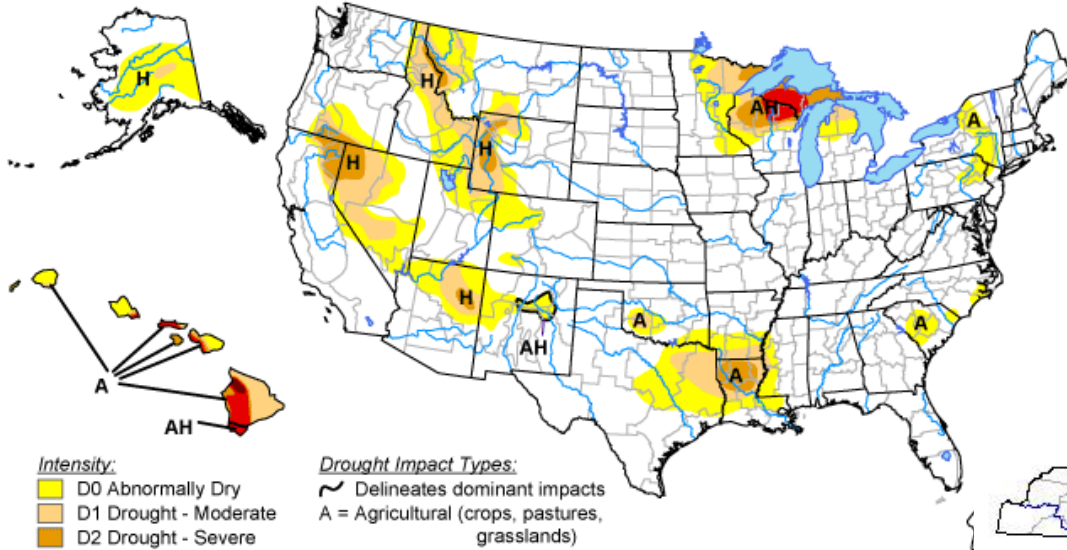 H
H
AH
A
H
H
H
A
A
AH
A
A
AH
Intensity:
D0 Abnormally Dry
D1 Drought - Moderate
D2 Drought - Severe
Drought Impact Types:
Delineates dominant impacts
A = Agricultural (crops, pastures,
grasslands)